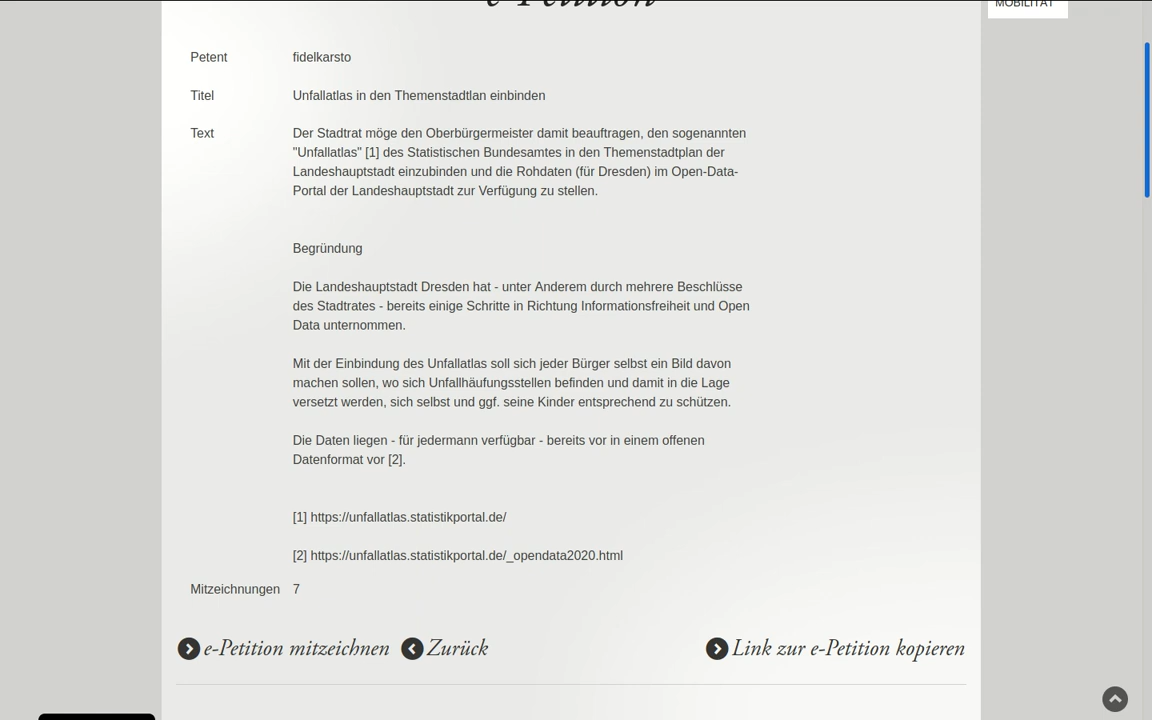 e-Petition
MOBILITÄT
Petent fidelkarsto
Titel Unfallatlas in den Themenstadtlan einbinden
Text Der Stadtrat möge den Oberbürgermeister damit beauftragen, den sogenannten
"Unfallatlas" [1] des Statistischen Bundesamtes in den Themenstadtplan der
Landeshauptstadt einzubinden und die Rohdaten (für Dresden) im Open-Data-
Portal der Landeshauptstadt zur Verfügung zu stellen.
Begründung
Die Landeshauptstadt Dresden hat - unter Anderem durch mehrere Beschlüsse
des Stadtrates - bereits einige Schritte in Richtung Informationsfreiheit und Open
Data unternommen.
Mit der Einbindung des Unfallatlas soll sich jeder Bürger selbst ein Bild davon
machen sollen, wo sich Unfallhäufungsstellen befinden und damit in die Lage
versetzt werden, sich selbst und ggf. seine Kinder entsprechend zu schützen.
Die Daten liegen - für jedermann verfügbar - bereits vor in einem offenen
Datenformat vor [2].
[1] https://unfallatlas.statistikportal.de/
[2] https://unfallatlas.statistikportal.de/_opendata2020.html
Mitzeichnungen 7
e-Petition mitzeichnen Zurück Link zur e-Petition kopieren